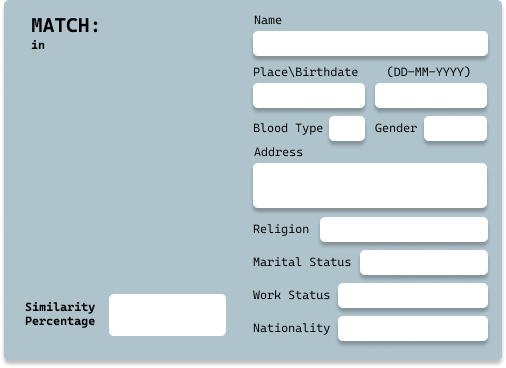 MATCH:
in
Name
Place\Birthdate (DD-MM-YYYY)
Blood Type Gender
Address
Religion
Marital Status
Work Status
Nationality
Similarity
Percentage